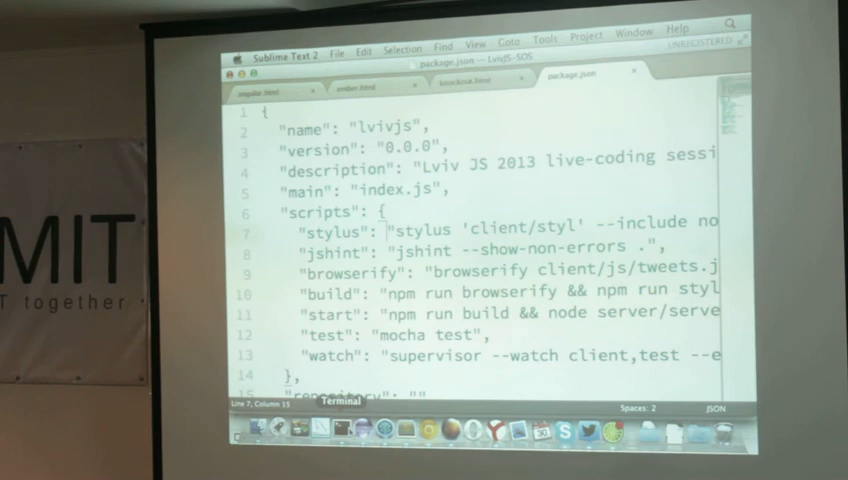 Sublime Text 2 File Edit Selection Find View Goto Tools Project Window Help
package.json — LvivJS-SOS
UNREGISTERED
angular.html ember.html knockout.html package.json
1 {
2 "name": "lvivjs",
3 "version": "0.0.0",
4 "description": "Lviv JS 2013 live-coding sessi
5 "main": "index.js",
6 "scripts": {
7 "stylus": "stylus 'client/styl' --include no
8 "jshint": "jshint --show-non-errors .",
9 "browserify": "browserify client/js/tweets.j
10 "build": "npm run browserify && npm run styl
11 "start": "npm run build && node server/serve
12 "test": "mocha test",
13 "watch": "supervisor --watch client,test --e
14 },
15 "repository": ""
Line 7, Column 15 Terminal Spaces: 2 JSON
MIT
T together